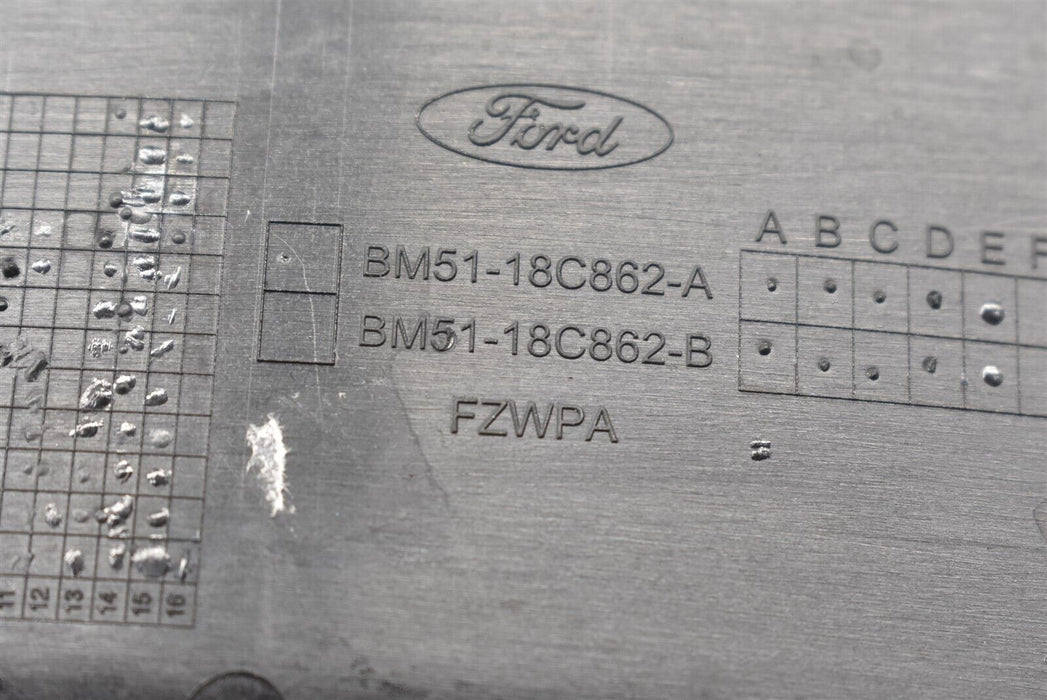 Ford
A B C D E F
BM51-18C862-A
BM51-18C862-B
FZWPA
11 12 13 14 15 16